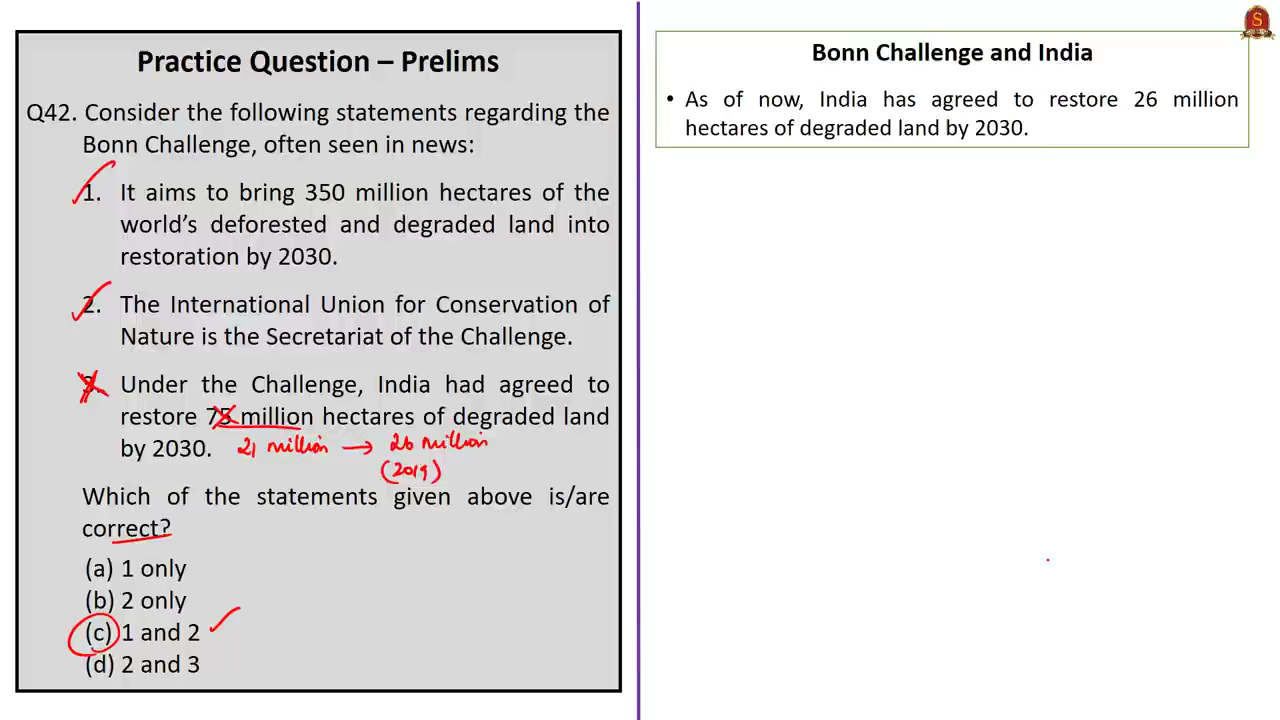 Practice Question – Prelims
Q42. Consider the following statements regarding the
Bonn Challenge, often seen in news:
1. It aims to bring 350 million hectares of the
world's deforested and degraded land into
restoration by 2030.
2. The International Union for Conservation of
Nature is the Secretariat of the Challenge.
3. Under the Challenge, India had agreed to
restore 75 million hectares of degraded land
by 2030. 21 million → 26 million
(2019)
Which of the statements given above is/are
correct?
(a) 1 only
(b) 2 only
(c) 1 and 2
(d) 2 and 3
S
Bonn Challenge and India
• As of now, India has agreed to restore 26 million
hectares of degraded land by 2030.